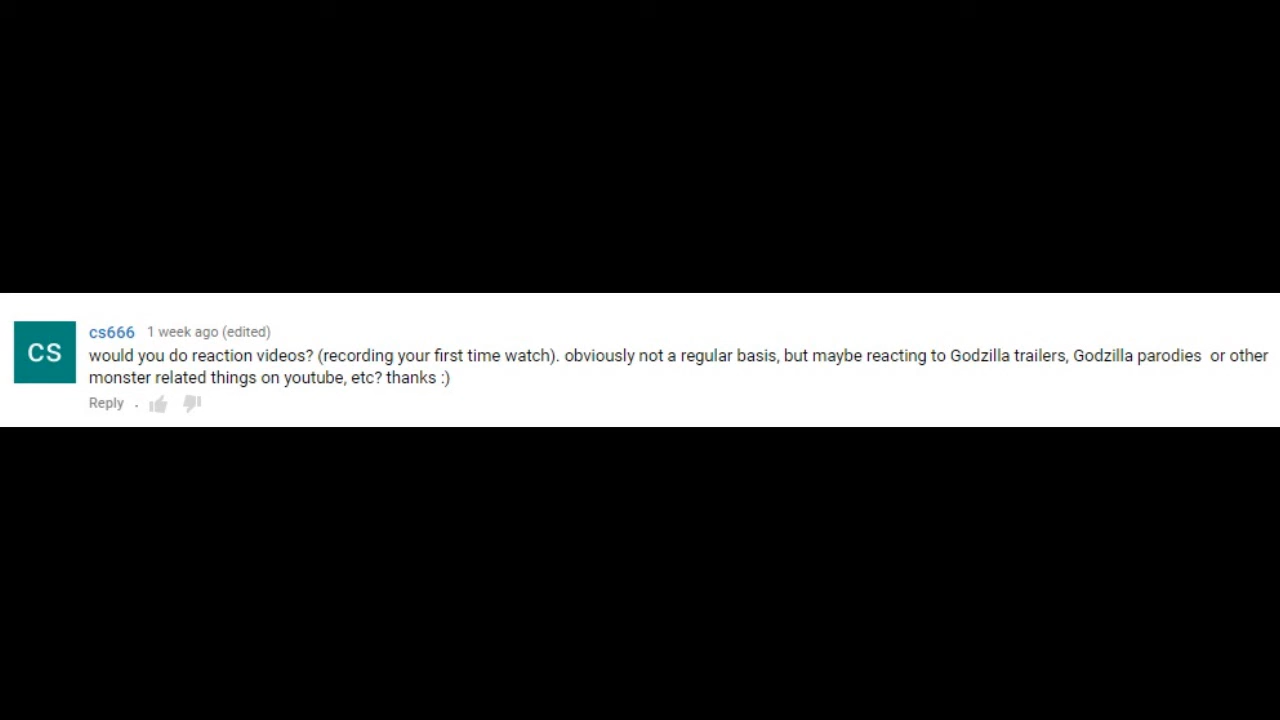 CS
cs666 1 week ago (edited)
would you do reaction videos? (recording your first time watch). obviously not a regular basis, but maybe reacting to Godzilla trailers, Godzilla parodies  or other
monster related things on youtube, etc? thanks :)
Reply .